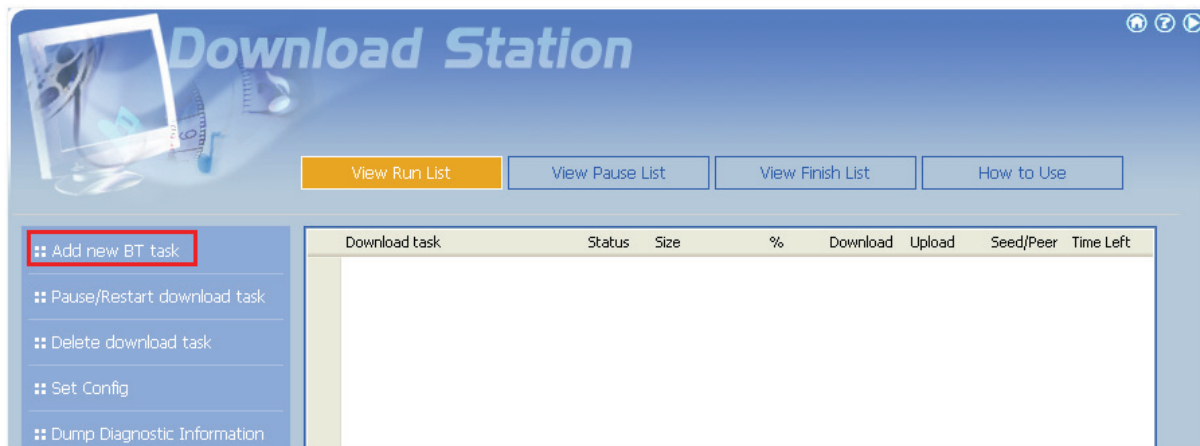 Download Station
View Run List View Pause List View Finish List How to Use
Add new BT task
Pause/Restart download task
Delete download task
Set Config
Dump Diagnostic Information
Download task Status Size % Download Upload Seed/Peer Time Left